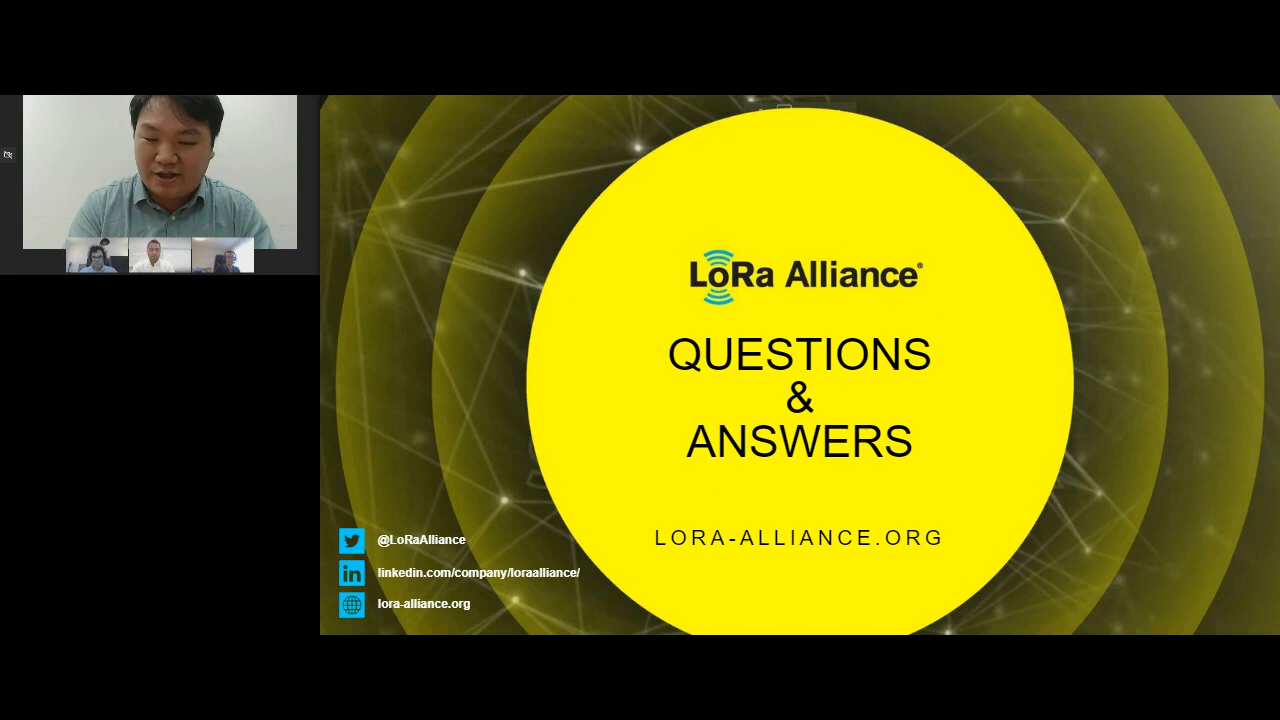 LoRa Alliance®
QUESTIONS
&
ANSWERS
LORA-ALLIANCE.ORG
@LoRaAlliance
linkedin.com/company/loraalliance/
lora-alliance.org